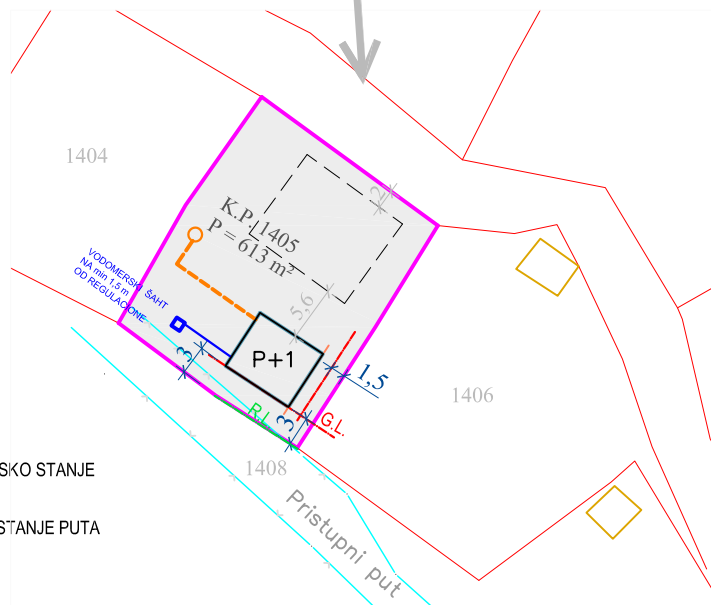 1404
2
K.P. 1405
P = 613 m²
VODOMERSKI ŠAHT
NA min 1,5 m
OD REGULACIONE
5,6
3
P+1
1,5
1406
R.L.
3
G.L.
1408
SKO STANJE
STANJE PUTA
Pristupni put